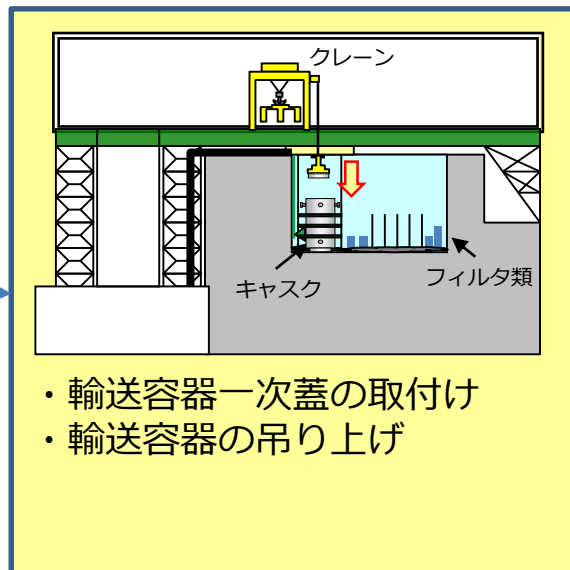 クレーン
キャスク
フィルタ類
・輸送容器一次蓋の取付け
・輸送容器の吊り上げ